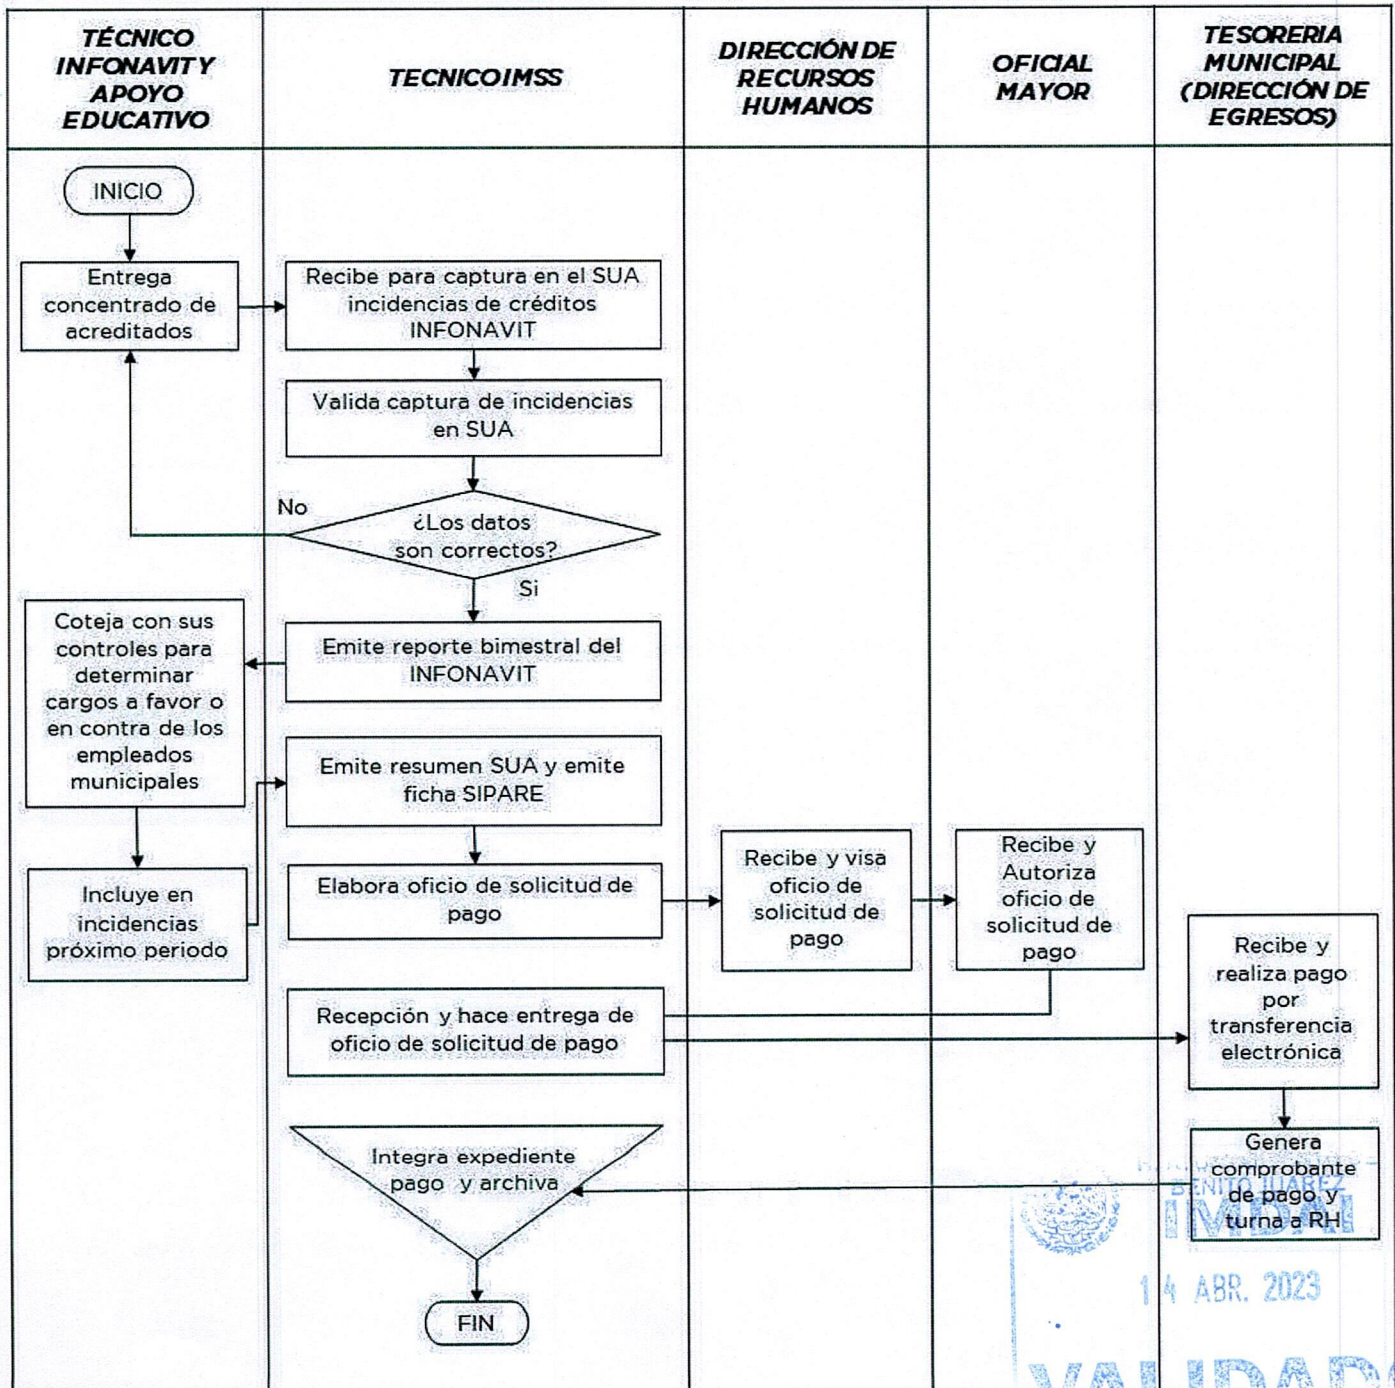 TÉCNICO
INFONAVIT Y
APOYO
EDUCATIVO
TECNICO IMSS
DIRECCIÓN DE
RECURSOS
HUMANOS
OFICIAL
MAYOR
TESORERIA
MUNICIPAL
(DIRECCIÓN DE
EGRESOS)
INICIO
Entrega
concentrado de
acreditados
Recibe para captura en el SUA
incidencias de créditos
INFONAVIT
Valida captura de incidencias
en SUA
No
¿Los datos
son correctos?
Si
Coteja con sus
controles para
determinar
cargos a favor o
en contra de los
empleados
municipales
Emite reporte bimestral del
INFONAVIT
Emite resumen SUA y emite
ficha SIPARE
Incluye en
incidencias
próximo periodo
Elabora oficio de solicitud de
pago
Recibe y visa
oficio de
solicitud de
pago
Recibe y
Autoriza
oficio de
solicitud de
pago
Recepción y hace entrega de
oficio de solicitud de pago
Recibe y
realiza pago
por
transferencia
electrónica
Genera
comprobante
de pago y
turna a RH
Integra expediente
pago y archiva
FIN
BENITO JUAREZ
IMDAI
14 ABR. 2023
VALIDADO